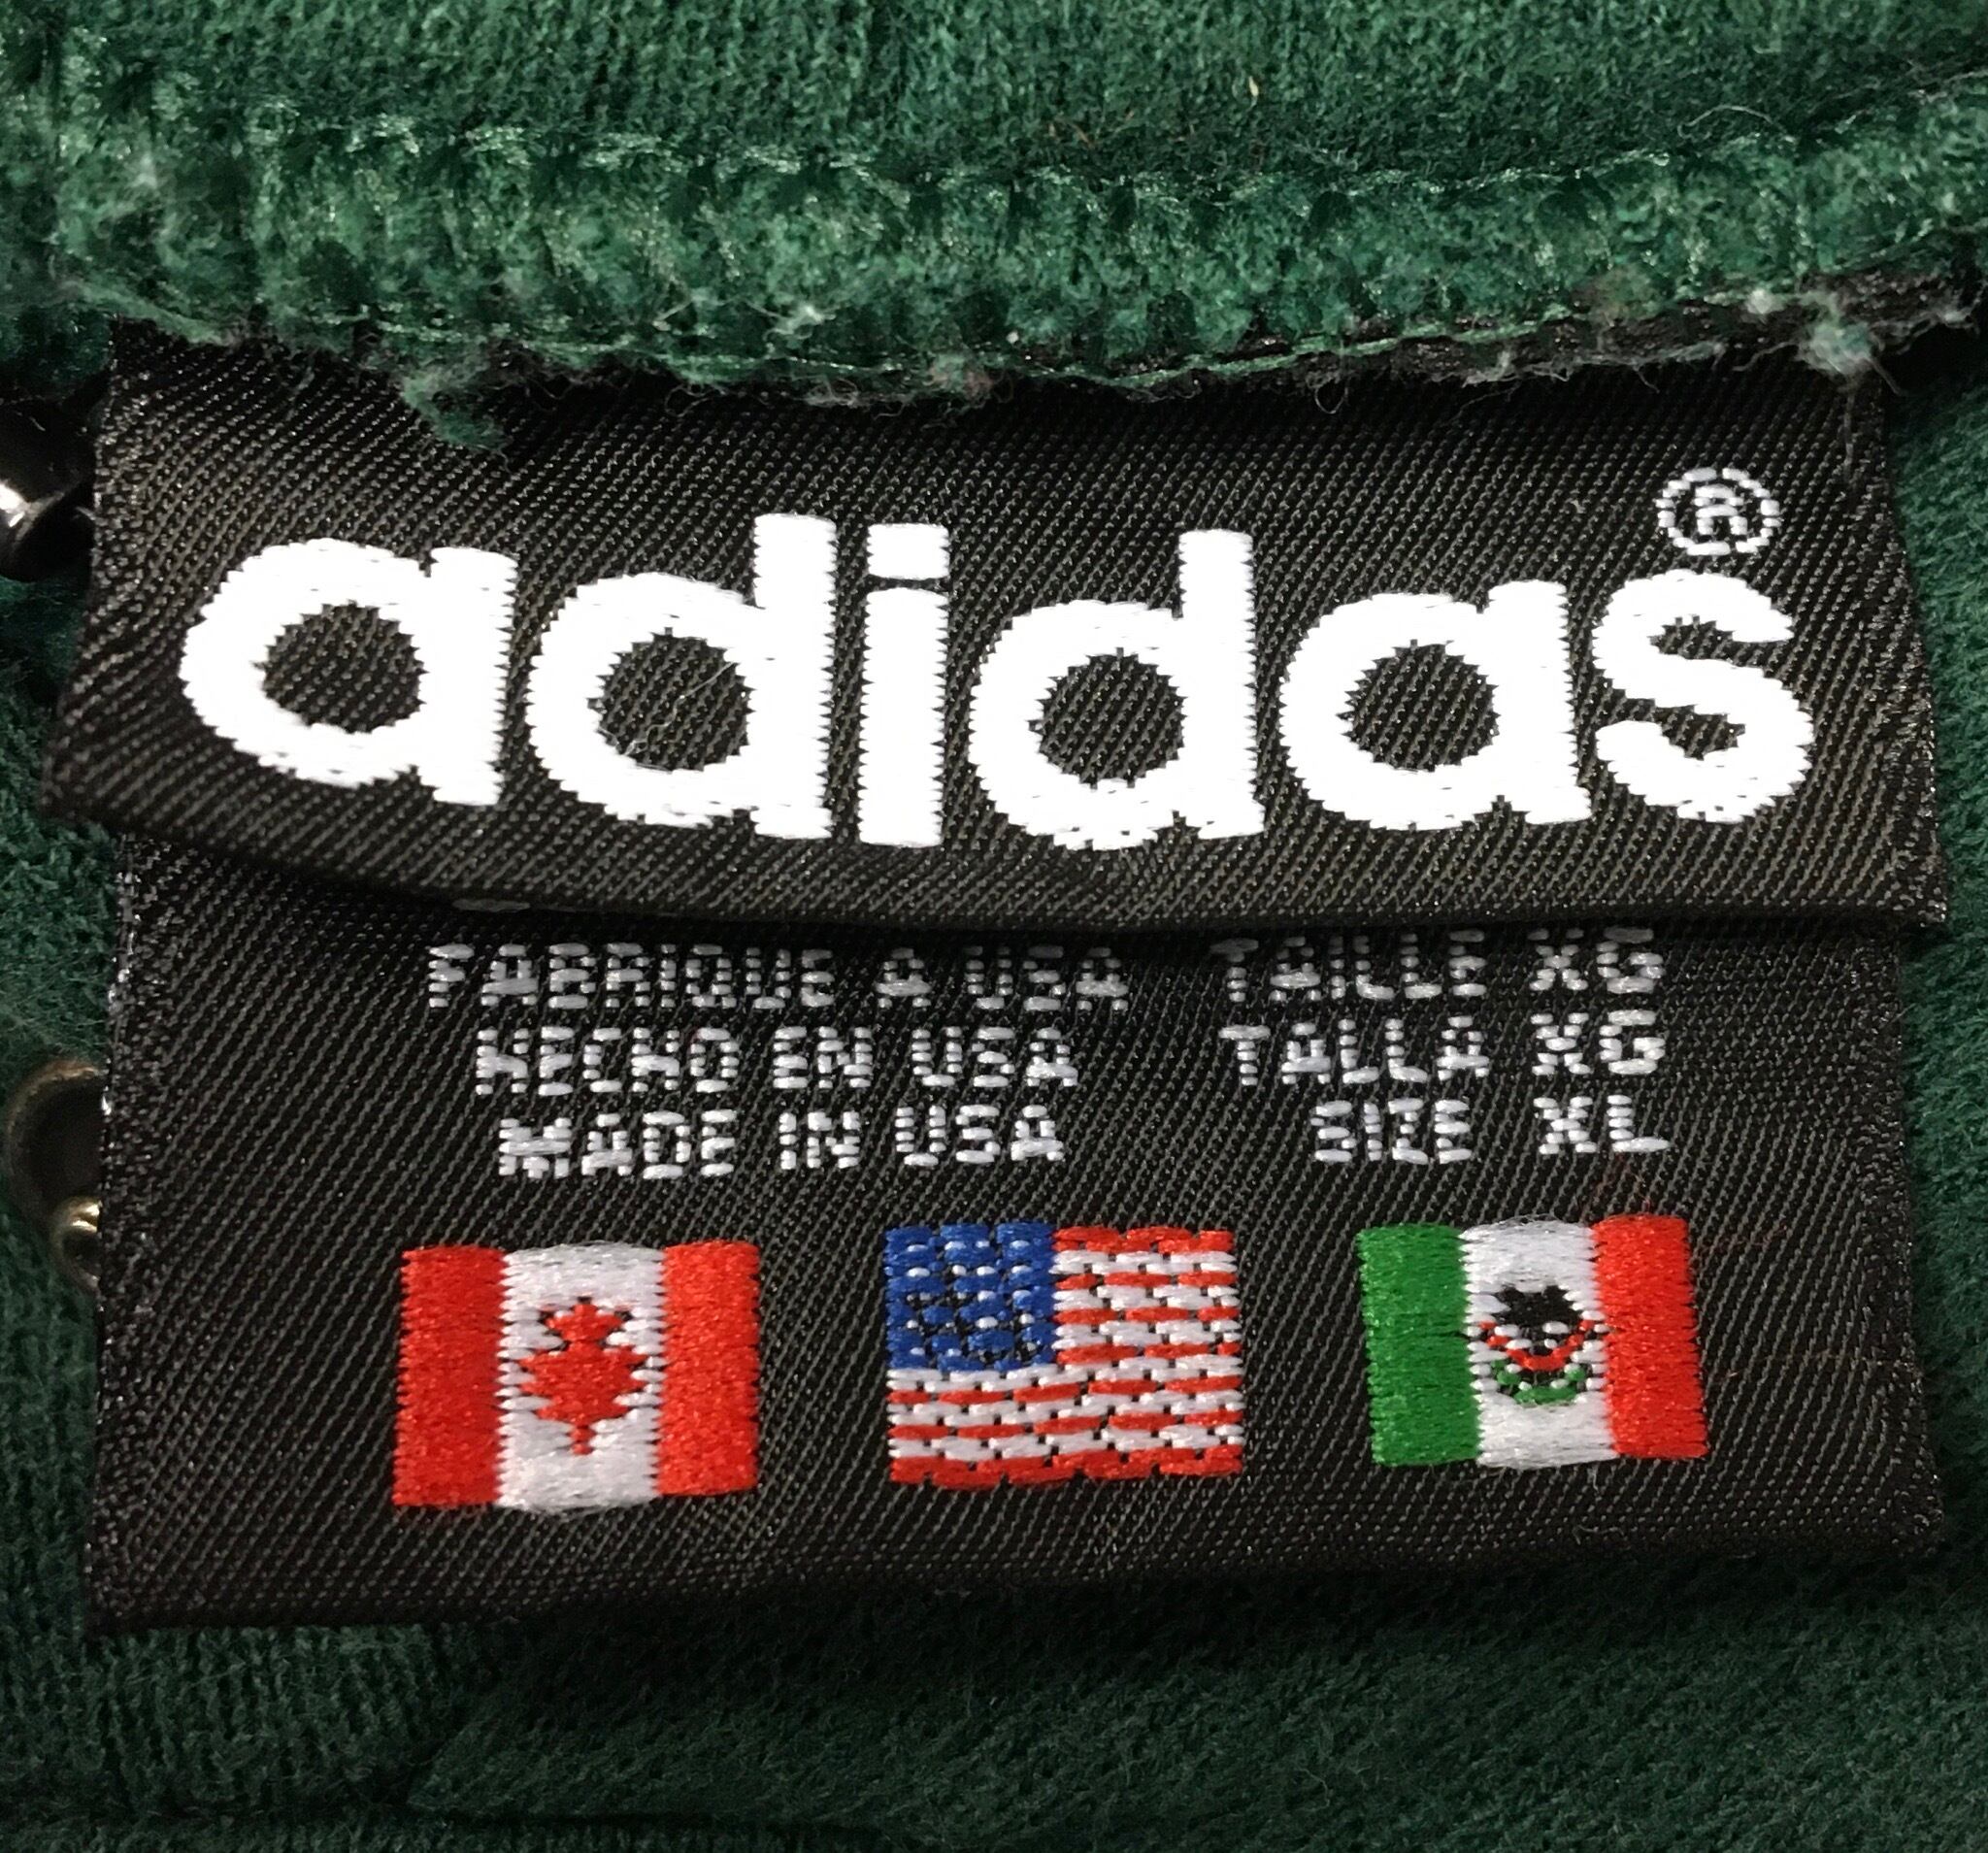 adidas®
FABRIQUE A USA TAILLE XG
HECHO EN USA TALLA XG
MADE IN USA SIZE XL